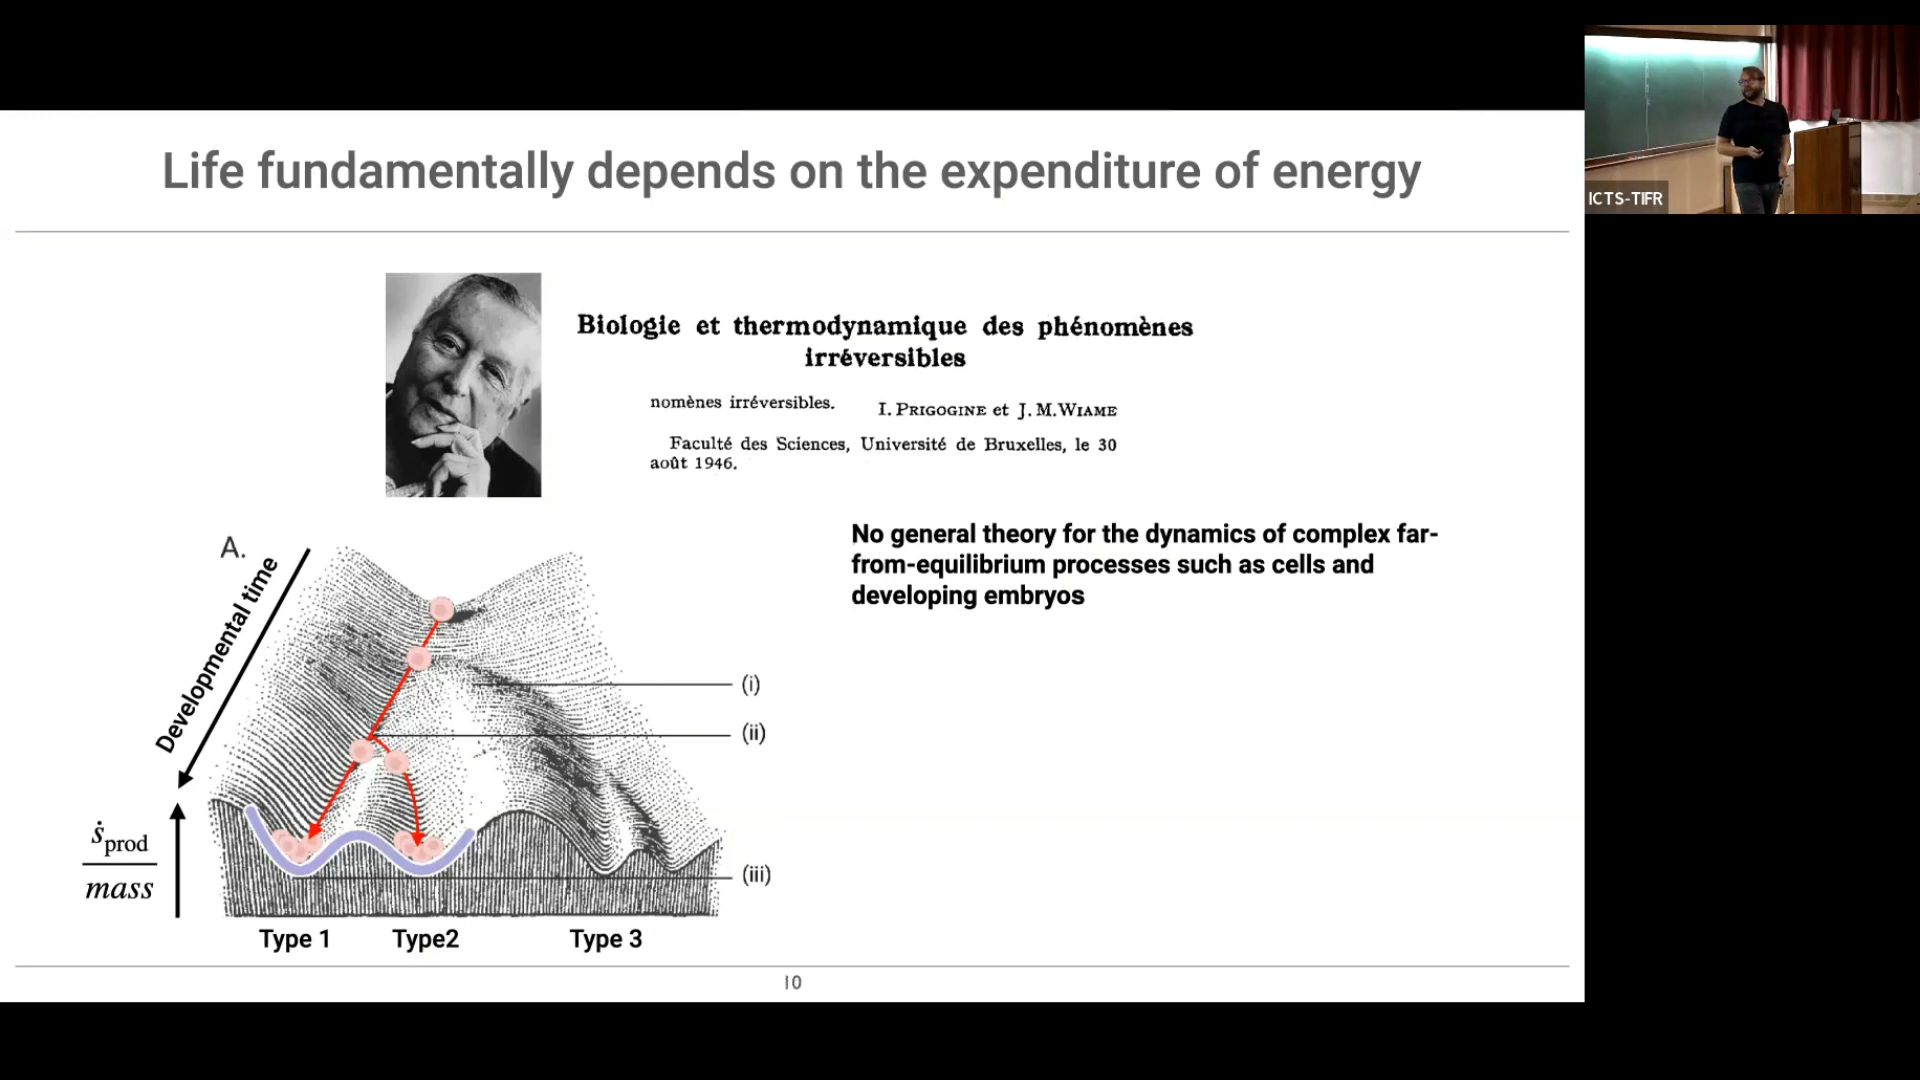 Life fundamentally depends on the expenditure of energy
ICTS-TIFR
Biologie et thermodynamique des phénomènes
irréversibles
nomènes irréversibles. I. PRIGOGINE et J. M. WIAME
Faculté des Sciences, Université de Bruxelles, le 30
août 1946.
No general theory for the dynamics of complex far-
from-equilibrium processes such as cells and
developing embryos
A.
Developmental time
(i)
(ii)
(iii)
ṡprod
mass
Type 1 Type2 Type 3
10